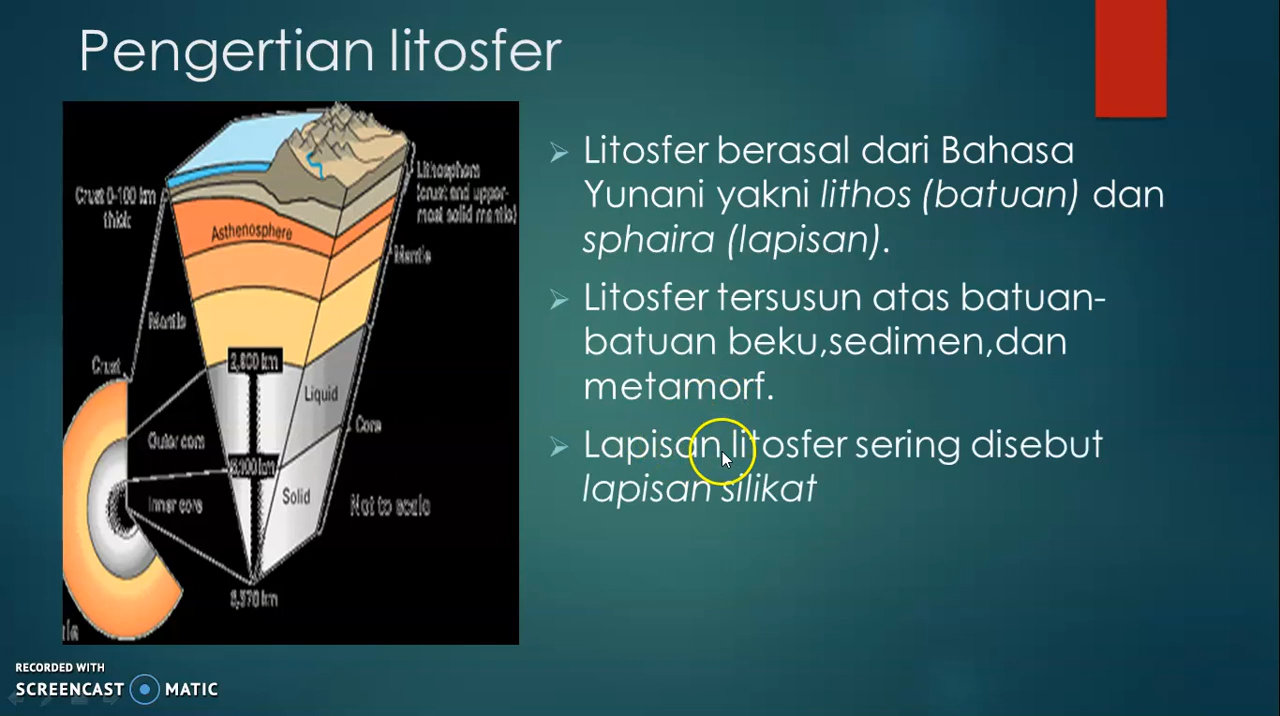 Pengertian litosfer
Litosfer berasal dari Bahasa
Yunani yakni lithos (batuan) dan
sphaira (lapisan).
Litosfer tersusun atas batuan-
batuan beku,sedimen,dan
metamorf.
Lapisan litosfer sering disebut
lapisan silikat
Crust 0-100 km
thick
Lithosphere
(crust and upper-
most solid mantle)
Asthenosphere
Mantle
Mantle
Crust
2,900 km
Liquid
Core
Outer core
5,100 km
Solid
Inner core
Not to scale
6,378 km
RECORDED WITH
SCREENCAST MATIC